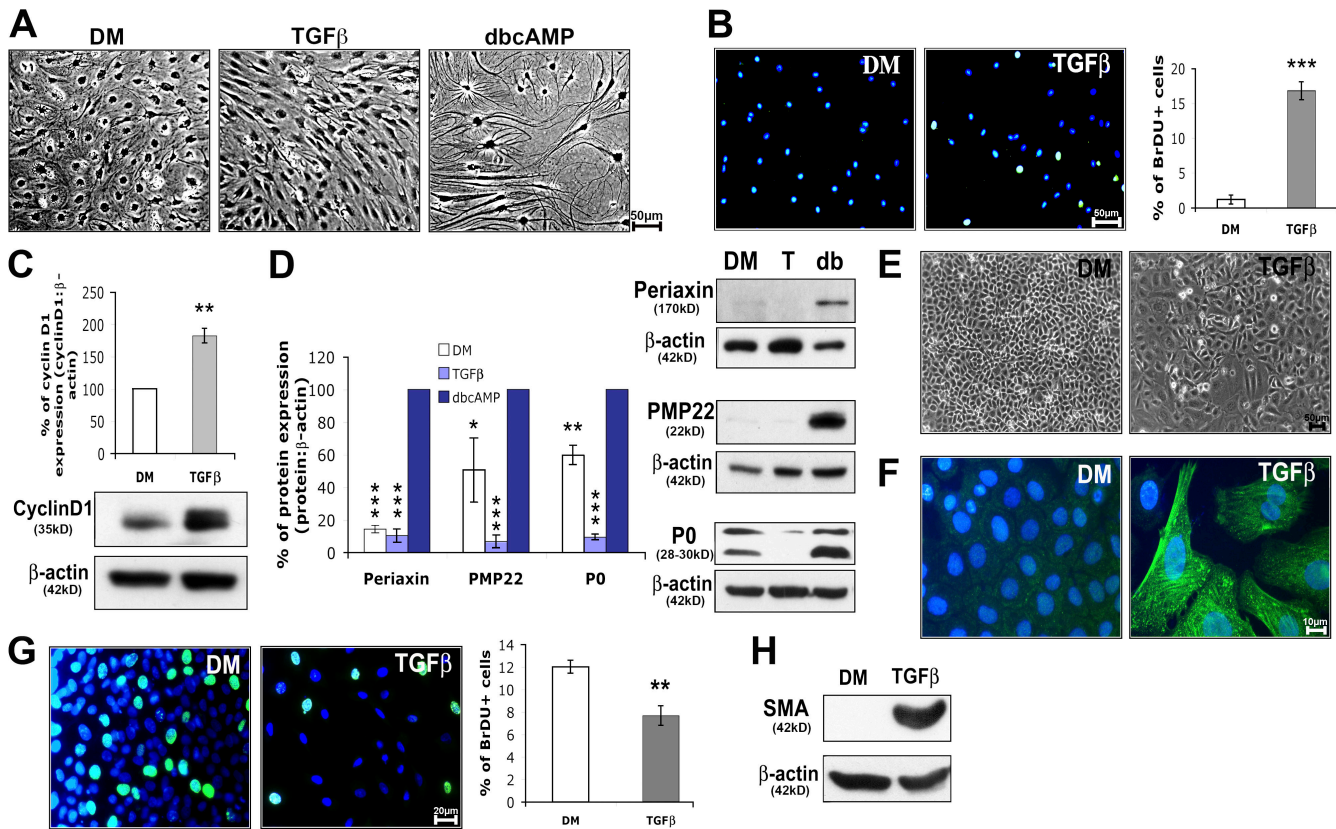 A
DM
TGFβ
dbcAMP
50µm
B
DM
TGFβ
50µm
% of BrDU+ cells
20
15
10
5
0
***
DM
TGFβ
C
% of cyclin D1
expression (cyclinD1:β-
actin)
250
200
150
100
50
0
**
DM
TGFβ
CyclinD1
(35kD)
β-actin
(42kD)
D
% of protein expression
(protein:β-actin)
120
100
80
60
40
20
0
DM
TGFβ
dbcAMP
***
***
*
***
**
***
Periaxin
PMP22
P0
DM T db
Periaxin
(170kD)
β-actin
(42kD)
PMP22
(22kD)
β-actin
(42kD)
P0
(28-30kD)
β-actin
(42kD)
E
DM
TGFβ
50µm
F
DM
TGFβ
10µm
G
DM
TGFβ
20µm
% of BrDU+ cells
14
12
10
8
6
4
2
0
**
DM
TGFβ
H
DM TGFβ
SMA
(42kD)
β-actin
(42kD)